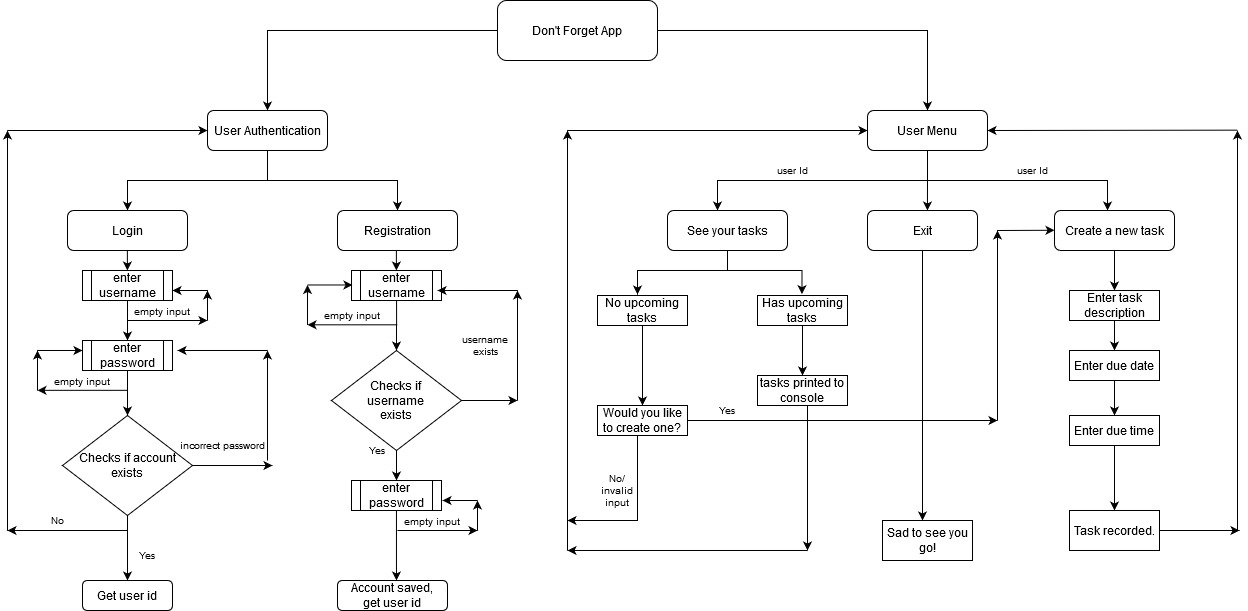 Don't Forget App
User Authentication
User Menu
user Id
user Id
Login
Registration
See your tasks
Exit
Create a new task
enter
username
enter
username
empty input
empty input
No upcoming
tasks
Has upcoming
tasks
Enter task
description
enter
password
empty input
username
exists
Checks if
username
exists
tasks printed to
console
Enter due date
Would you like
to create one?
Yes
Enter due time
Checks if account
exists
incorrect password
Yes
enter
password
empty input
No/
invalid
input
No
Yes
Sad to see you
go!
Task recorded.
Get user id
Account saved,
get user id